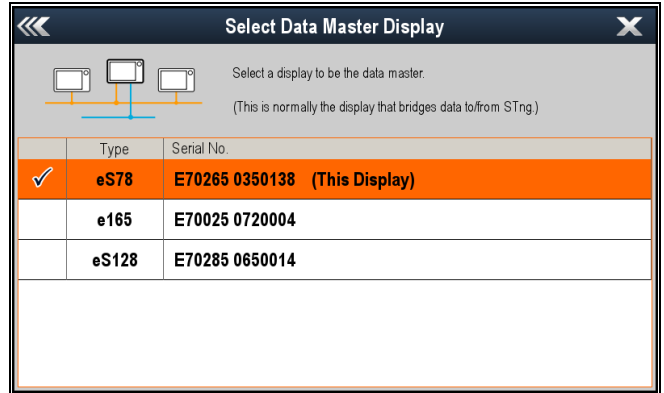 Select Data Master Display
Select a display to be the data master.
(This is normally the display that bridges data to/from STng.)
Type Serial No.
eS78 E70265 0350138 (This Display)
e165 E70025 0720004
eS128 E70285 0650014